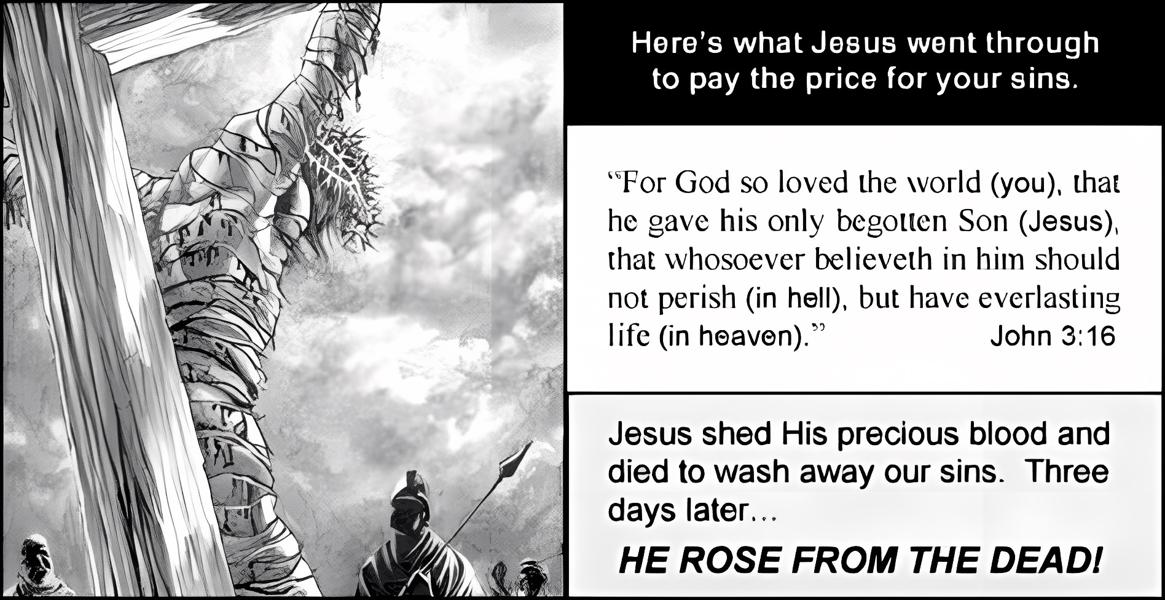 Here's what Jesus went through
to pay the price for your sins.
“For God so loved the world (you), that
he gave his only begotten Son (Jesus),
that whosoever believeth in him should
not perish (in hell), but have everlasting
life (in heaven).” John 3:16
Jesus shed His precious blood and
died to wash away our sins. Three
days later...
HE ROSE FROM THE DEAD!